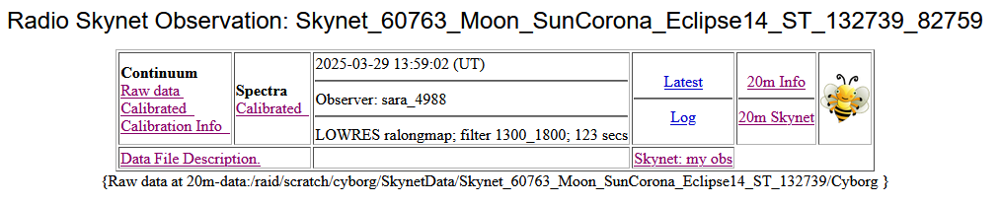 Radio Skynet Observation: Skynet_60763_Moon_SunCorona_Eclipse14_ST_132739_82759
Continuum
Raw data
Calibrated
Calibration Info
Spectra
Calibrated
2025-03-29 13:59:02 (UT)
Observer: sara_4988
LOWRES ralongmap; filter 1300_1800; 123 secs
Latest
Log
20m Info
20m Skynet
Data File Description.
Skynet: my obs
{Raw data at 20m-data:/raid/scratch/cyborg/SkynetData/Skynet_60763_Moon_SunCorona_Eclipse14_ST_132739/Cyborg }